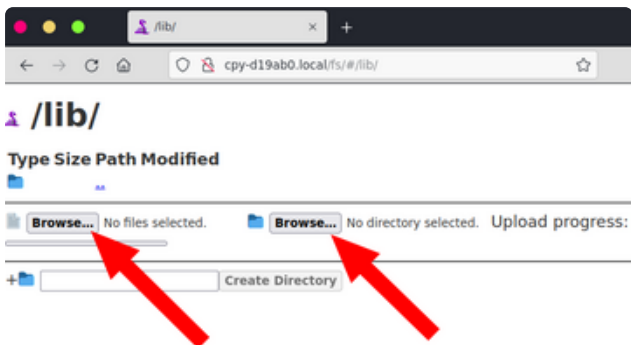 /lib/
cpy-d19ab0.local/fs/#/lib/
/lib/
Type Size Path Modified
..
Browse... No files selected. Browse... No directory selected. Upload progress:
+ Create Directory